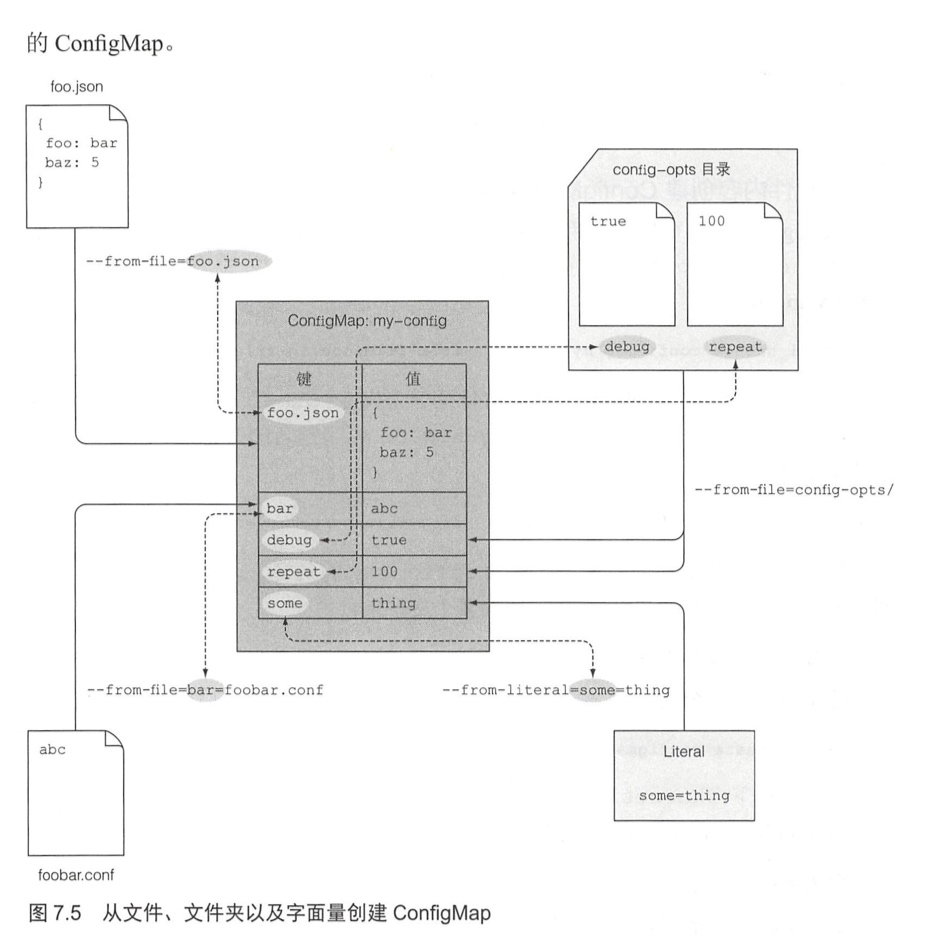 的 ConfigMap。
foo.json
{
foo: bar
baz: 5
}
--from-file=foo.json
config-opts 目录
true
100
debug
repeat
ConfigMap: my-config
键 值
foo.json
{
foo: bar
baz: 5
}
bar abc
debug true
repeat 100
some thing
--from-file=config-opts/
--from-file=bar=foobar.conf
--from-literal=some=thing
abc
foobar.conf
Literal
some=thing
图 7.5 从文件、文件夹以及字面量创建 ConfigMap